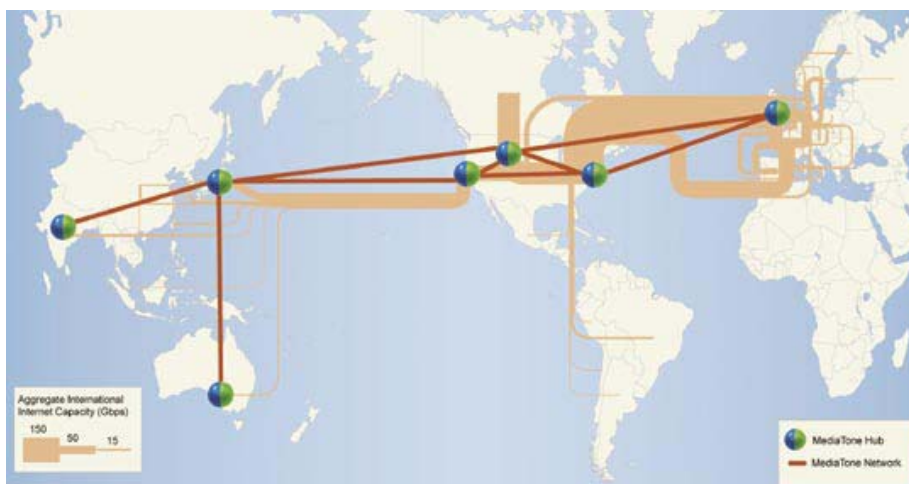 Aggregate International
Internet Capacity (Gbps)
150
50
15
MediaTone Hub
MediaTone Network